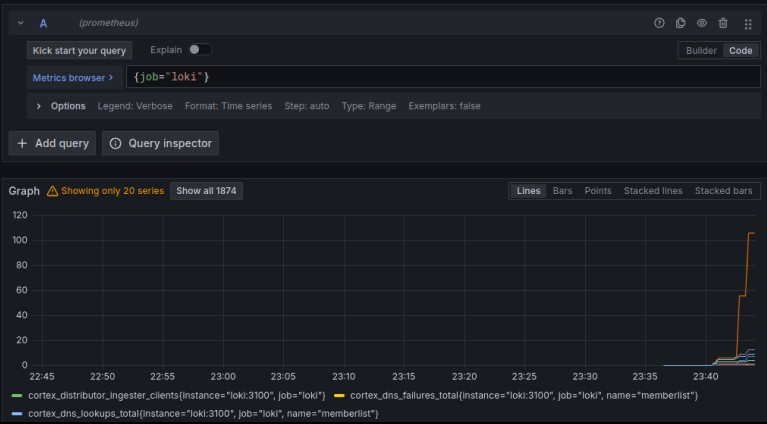 A (prometheus)
Kick start your query Explain Builder Code
Metrics browser > {job="loki"}
> Options Legend: Verbose Format: Time series Step: auto Type: Range Exemplars: false
+ Add query Query inspector
Graph Showing only 20 series Show all 1874 Lines Bars Points Stacked lines Stacked bars
120
100
80
60
40
20
0
22:45 22:50 22:55 23:00 23:05 23:10 23:15 23:20 23:25 23:30 23:35 23:40
cortex_distributor_ingester_clients{instance="loki:3100", job="loki"} cortex_dns_failures_total{instance="loki:3100", job="loki", name="memberlist"}
cortex_dns_lookups_total{instance="loki:3100", job="loki", name="memberlist"}